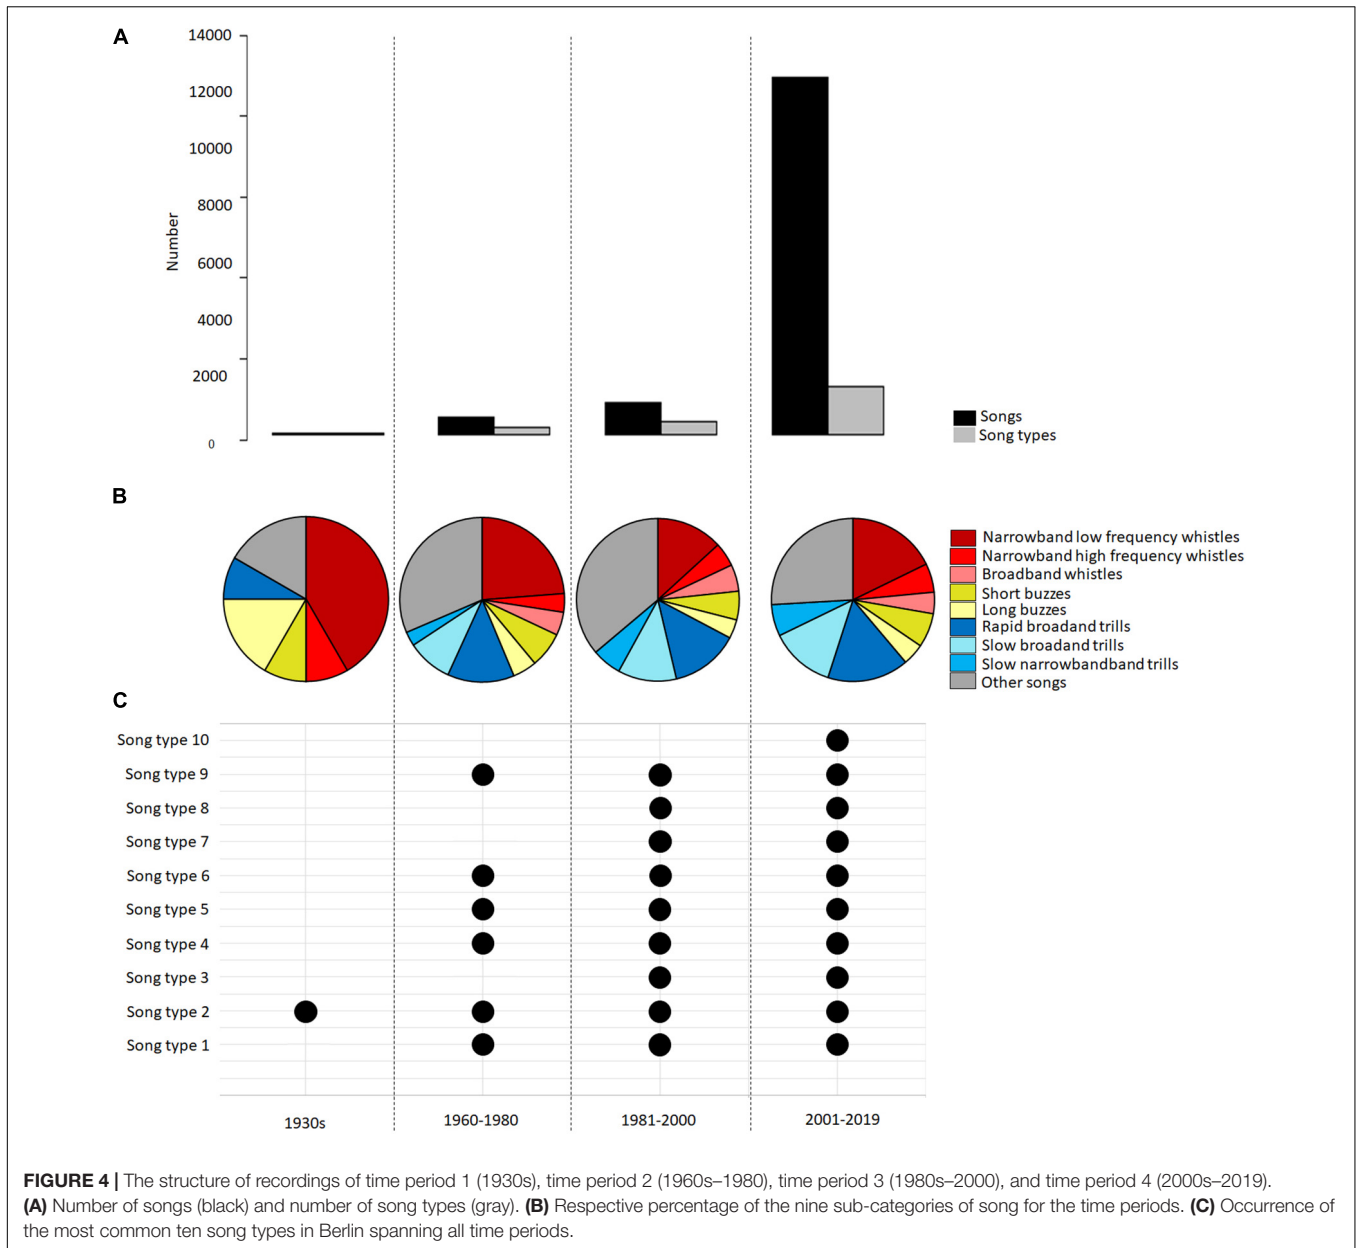 A
14000
12000
10000
8000
6000
4000
2000
0
Number
Songs
Song types
B
Narrowband low frequency whistles
Narrowband high frequency whistles
Broadband whistles
Short buzzes
Long buzzes
Rapid broadand trills
Slow broadand trills
Slow narrowbandband trills
Other songs
C
Song type 10
Song type 9
Song type 8
Song type 7
Song type 6
Song type 5
Song type 4
Song type 3
Song type 2
Song type 1
1930s
1960-1980
1981-2000
2001-2019
FIGURE 4 | The structure of recordings of time period 1 (1930s), time period 2 (1960s–1980), time period 3 (1980s–2000), and time period 4 (2000s–2019).
(A) Number of songs (black) and number of song types (gray). (B) Respective percentage of the nine sub-categories of song for the time periods. (C) Occurrence of
the most common ten song types in Berlin spanning all time periods.